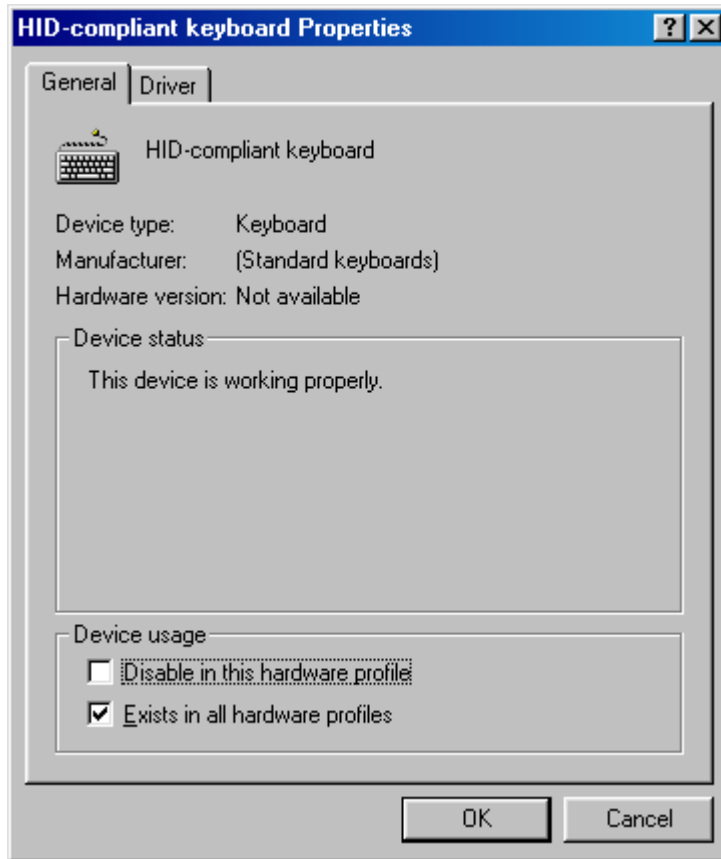 HID-compliant keyboard Properties
General Driver
HID-compliant keyboard
Device type: Keyboard
Manufacturer: (Standard keyboards)
Hardware version: Not available
Device status
This device is working properly.
Device usage
Disable in this hardware profile
Exists in all hardware profiles
OK Cancel